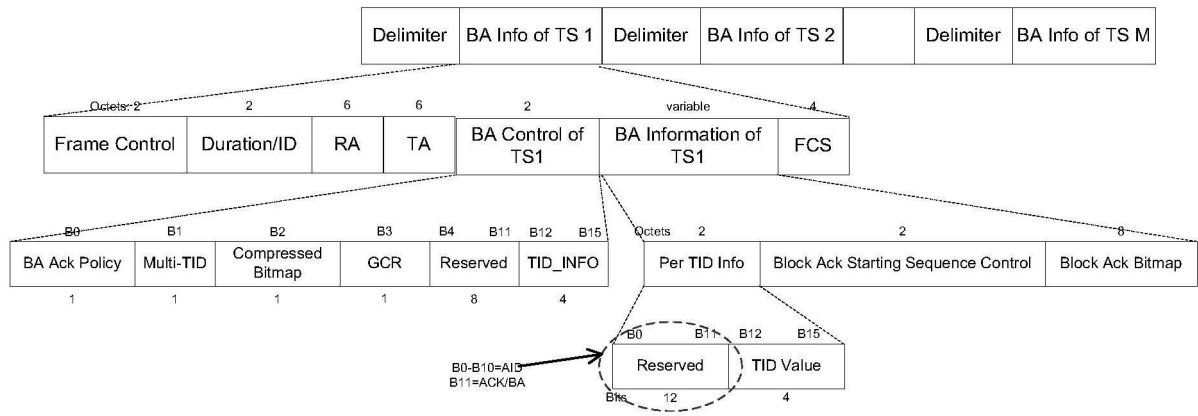 Delimiter BA Info of TS 1 Delimiter BA Info of TS 2 Delimiter BA Info of TS M
Octets: 2 2 6 6 2 variable 4
Frame Control Duration/ID RA TA BA Control of TS1 BA Information of TS1 FCS
B0 B1 B2 B3 B4 B11 B12 B15 Octets 2 2 8
BA Ack Policy Multi-TID Compressed Bitmap GCR Reserved TID_INFO Per TID Info Block Ack Starting Sequence Control Block Ack Bitmap
1 1 1 1 8 4
B0 B11 B12 B15
B0-B10=AID
B11=ACK/BA
Reserved TID Value
Bits 12 4